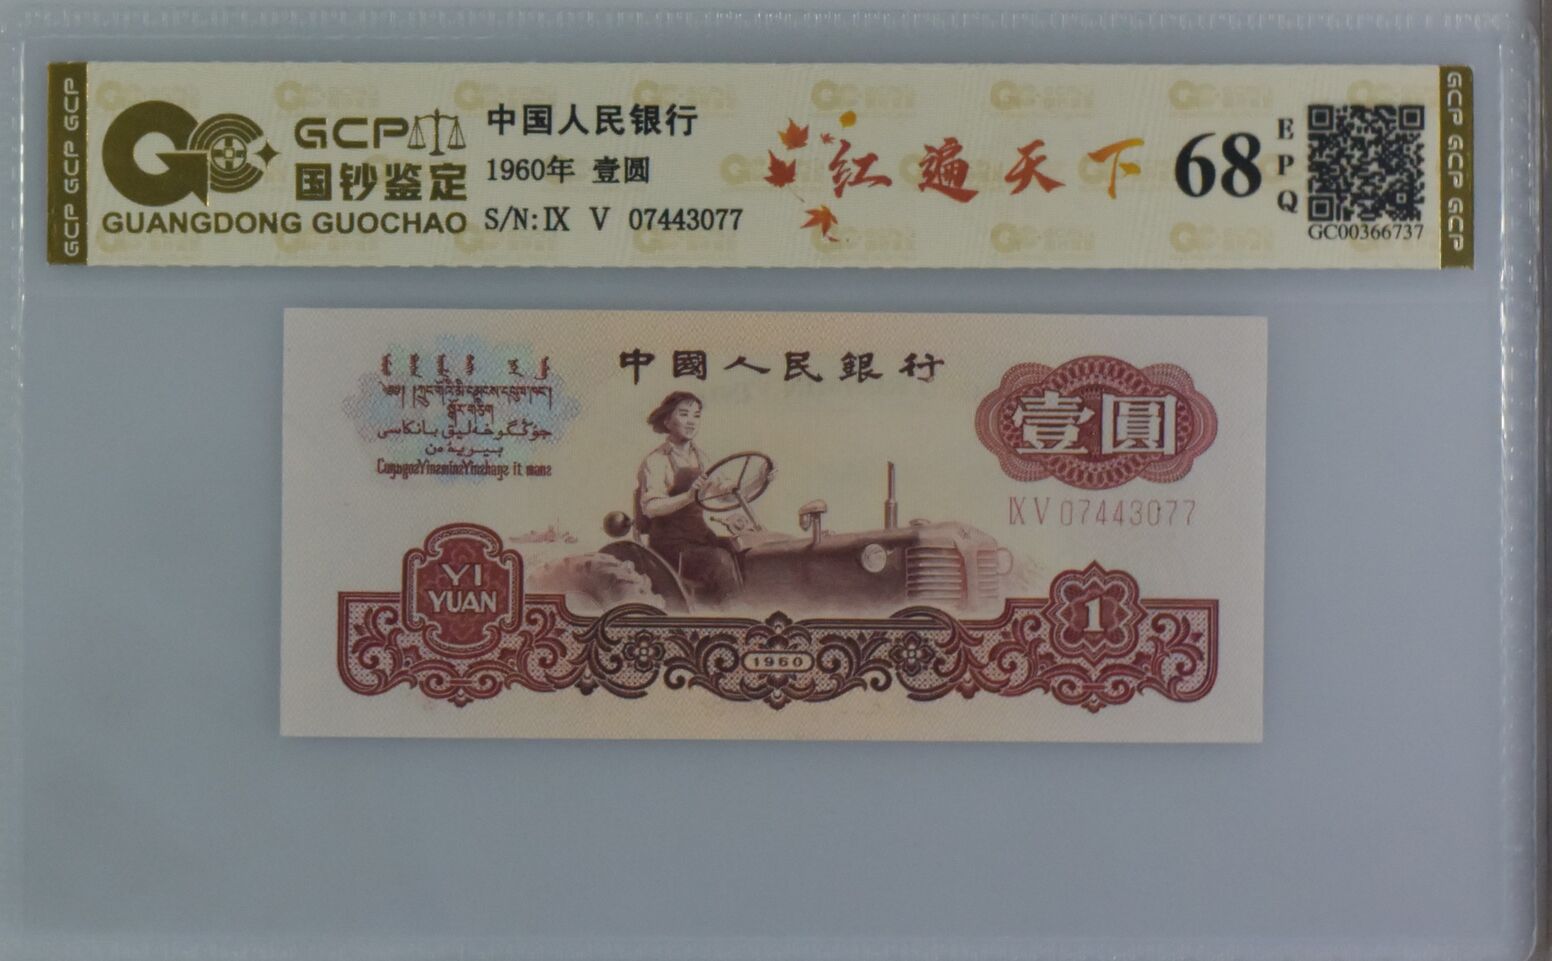 GCP GCP GCP
GCP
国钞鉴定
GUANGDONG GUOCHAO
中国人民银行
1960年 壹圆
S/N: IX V 07443077
红遍天下
68
EPQ
GC00366737
GCP GCP GCP
中國人民銀行
壹圓
IX V 07443077
YI
YUAN
1960
1